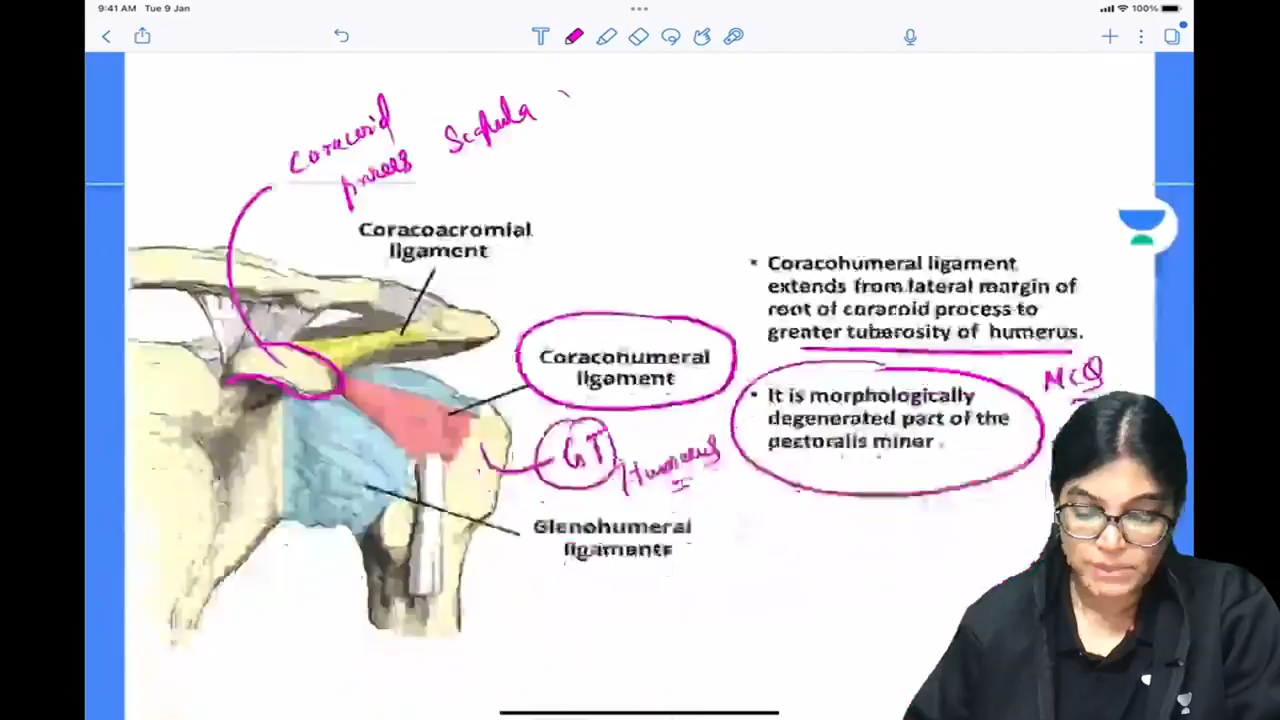 9:41 AM Tue 9 Jan
100%
Coracoid
process Scapula
Coracoacromial
ligament
Coracohumeral
ligament
GT
Humerus
Glenohumeral
ligaments
• Coracohumeral ligament
extends from lateral margin of
root of coracoid process to
greater tuberosity of humerus.
MCQ
• It is morphologically
degenerated part of the
pectoralis minor.